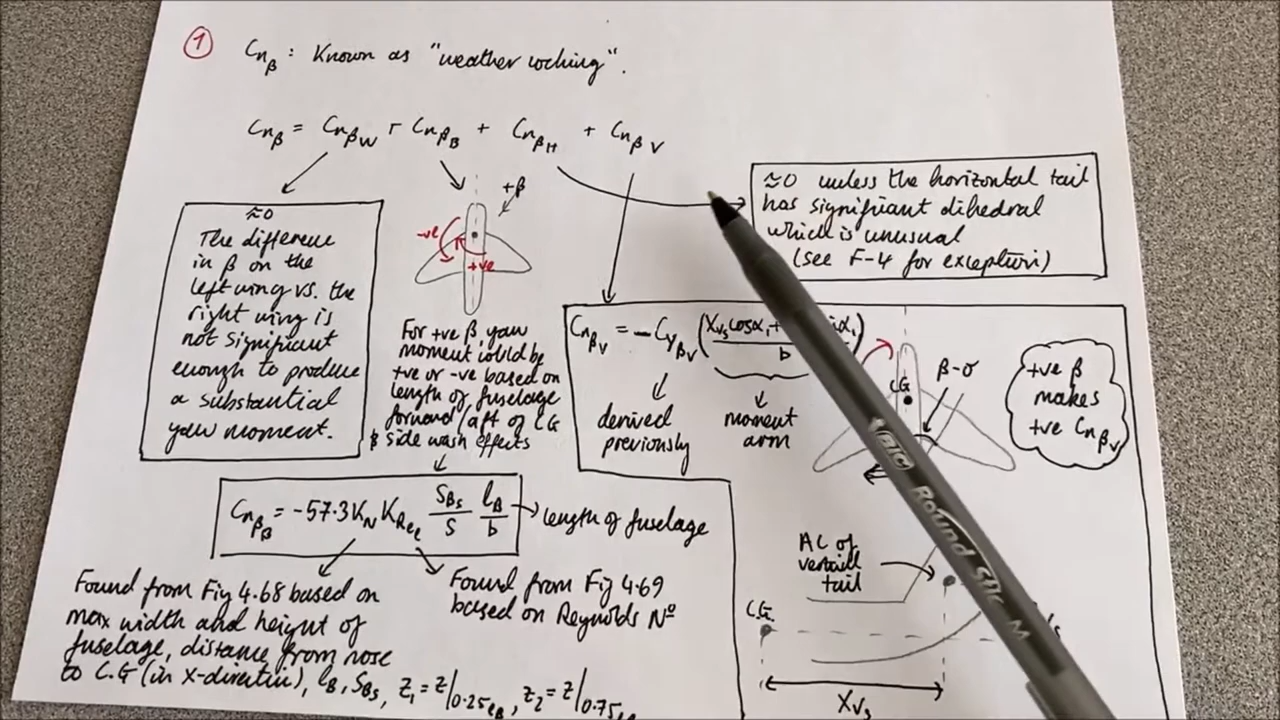 1
Cnβ : Known as "weather cocking".
Cnβ = CnβW + CnβB + CnβH + CnβV
≈0
The difference
in β on the
left wing vs. the
right wing is
not significant
enough to produce
a substantial
yaw moment.
+β
-ve
+ve
For +ve β, yaw
moment could be
+ve or -ve based on
length of fuselage
forward/aft of CG
& side wash effects
≈0 unless the horizontal tail
has significant dihedral
which is unusual
(see F-4 for exception)
CnβV = -CyβV (XVs cosα1 +
b
derived
previously
moment
arm
CG
β-σ
+ve β
makes
+ve CnβV
CnβB = -57.3 KN KRel SBs/S lB/b
length of fuselage
Found from Fig 4.68 based on
max width and height of
fuselage, distance from nose
to C.G (in x-direction), lB, SBs, z1 = z|0.25lB, z2 = z|0.75
Found from Fig 4.69
based on Reynolds Nº
AC of
vertical
tail
C.G.
XVs
BIC Round Stic M